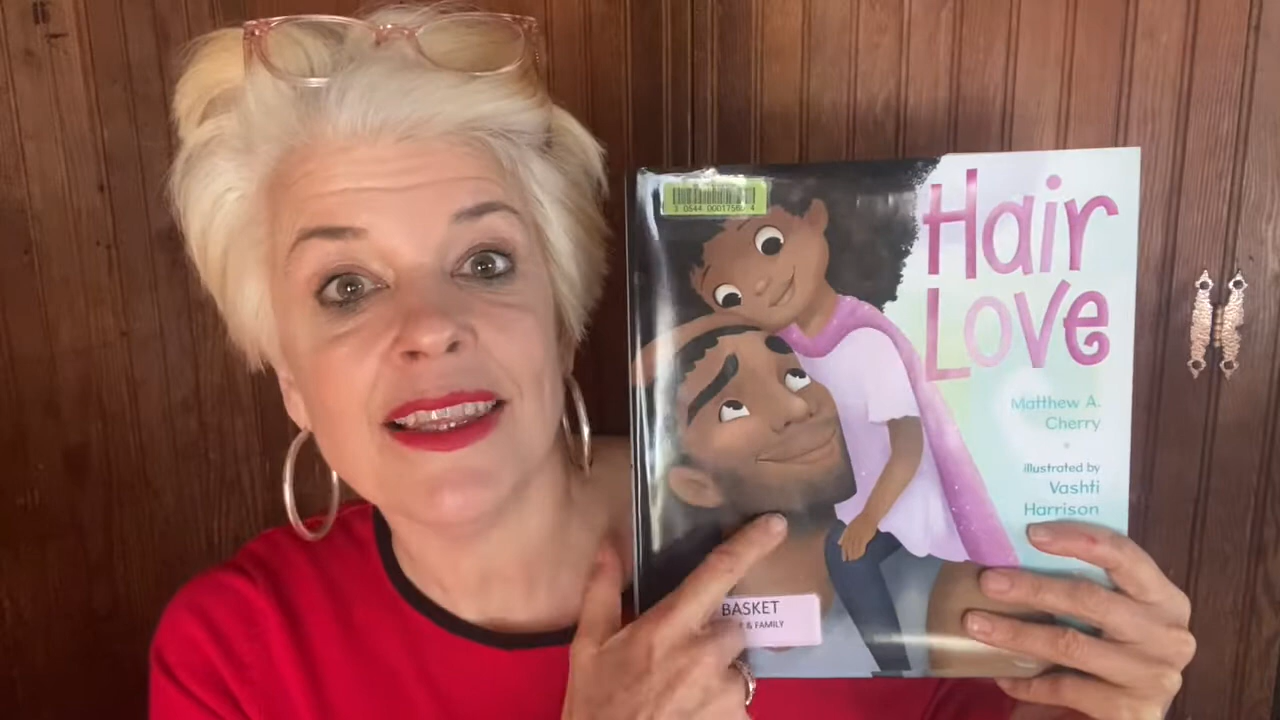 Hair
Love
Matthew A.
Cherry
illustrated by
Vashti
Harrison
BASKET
& FAMILY